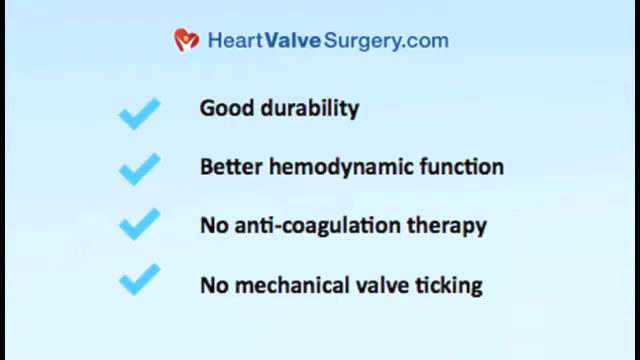 HeartValveSurgery.com
Good durability
Better hemodynamic function
No anti-coagulation therapy
No mechanical valve ticking